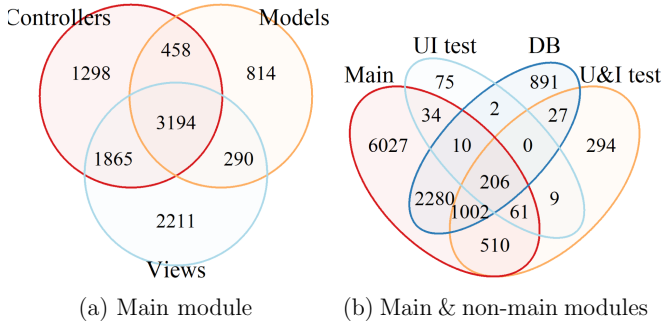 Controllers
Models
458
1298
814
3194
1865
290
2211
Views
(a) Main module
UI test
DB
Main
U&I test
75
891
34
2
27
6027
10
0
294
206
2280
1002
61
9
510
(b) Main & non-main modules